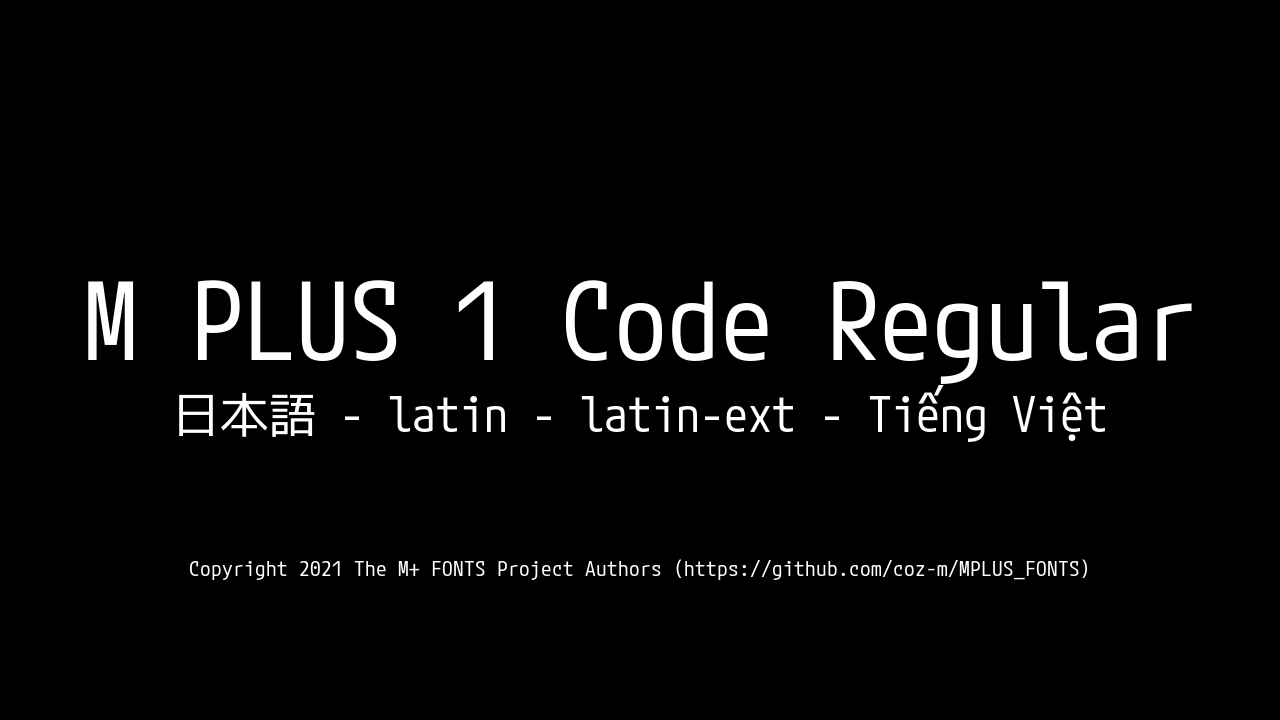 M PLUS 1 Code Regular
日本語 - latin - latin-ext - Tiếng Việt
Copyright 2021 The M+ FONTS Project Authors (https://github.com/coz-m/MPLUS_FONTS)